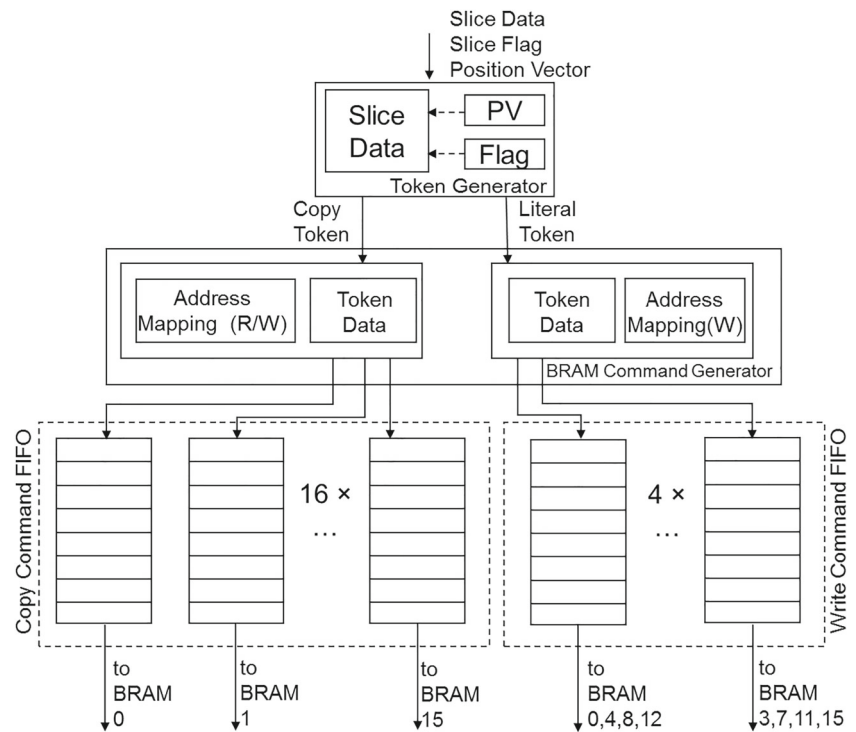 Slice Data
Slice Flag
Position Vector
Slice
Data
PV
Flag
Token Generator
Copy
Token
Literal
Token
Address
Mapping (R/W)
Token
Data
Token
Data
Address
Mapping(W)
BRAM Command Generator
Copy Command FIFO
16 ×
...
4 ×
...
Write Command FIFO
to
BRAM
0
to
BRAM
1
to
BRAM
15
to
BRAM
0,4,8,12
to
BRAM
3,7,11,15